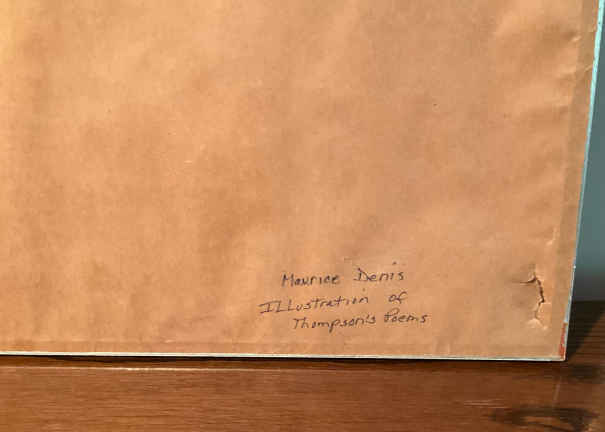 Maurice Denis
ILLustration of
Thompson's Poems